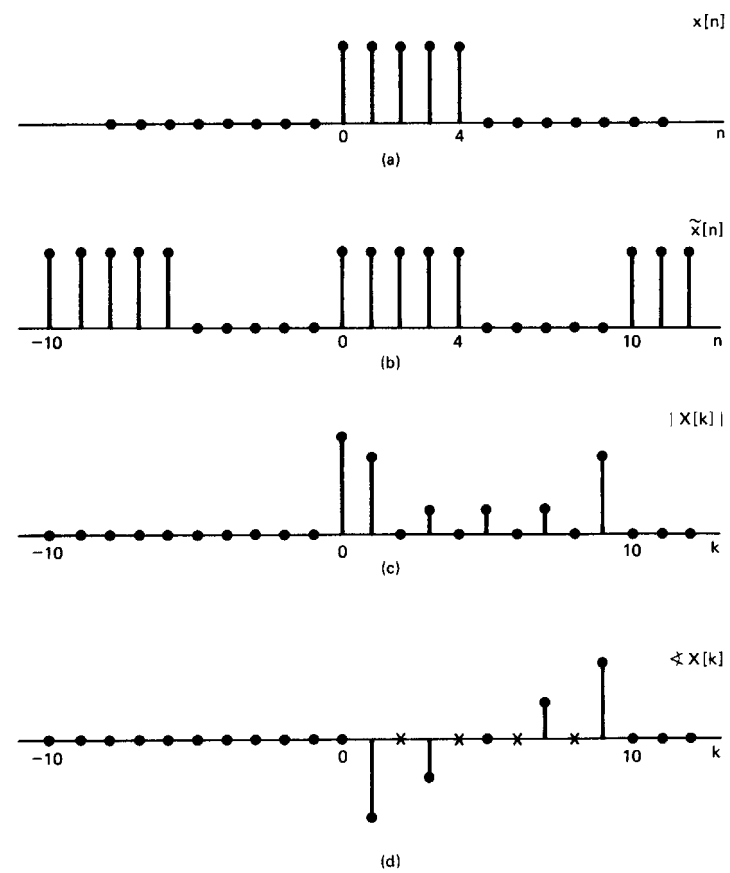 x[n]
0 4 n
(a)
x̃[n]
−10 0 4 10 n
(b)
|X[k]|
−10 0 10 k
(c)
∢X[k]
−10 0 10 k
(d)